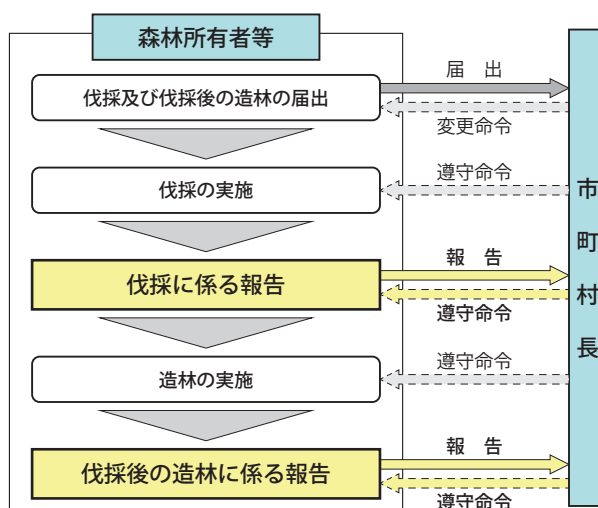 森林所有者等
伐採及び伐採後の造林の届出
届 出
変更命令
伐採の実施
遵守命令
伐採に係る報告
報 告
遵守命令
造林の実施
遵守命令
伐採後の造林に係る報告
報 告
遵守命令
市町村長